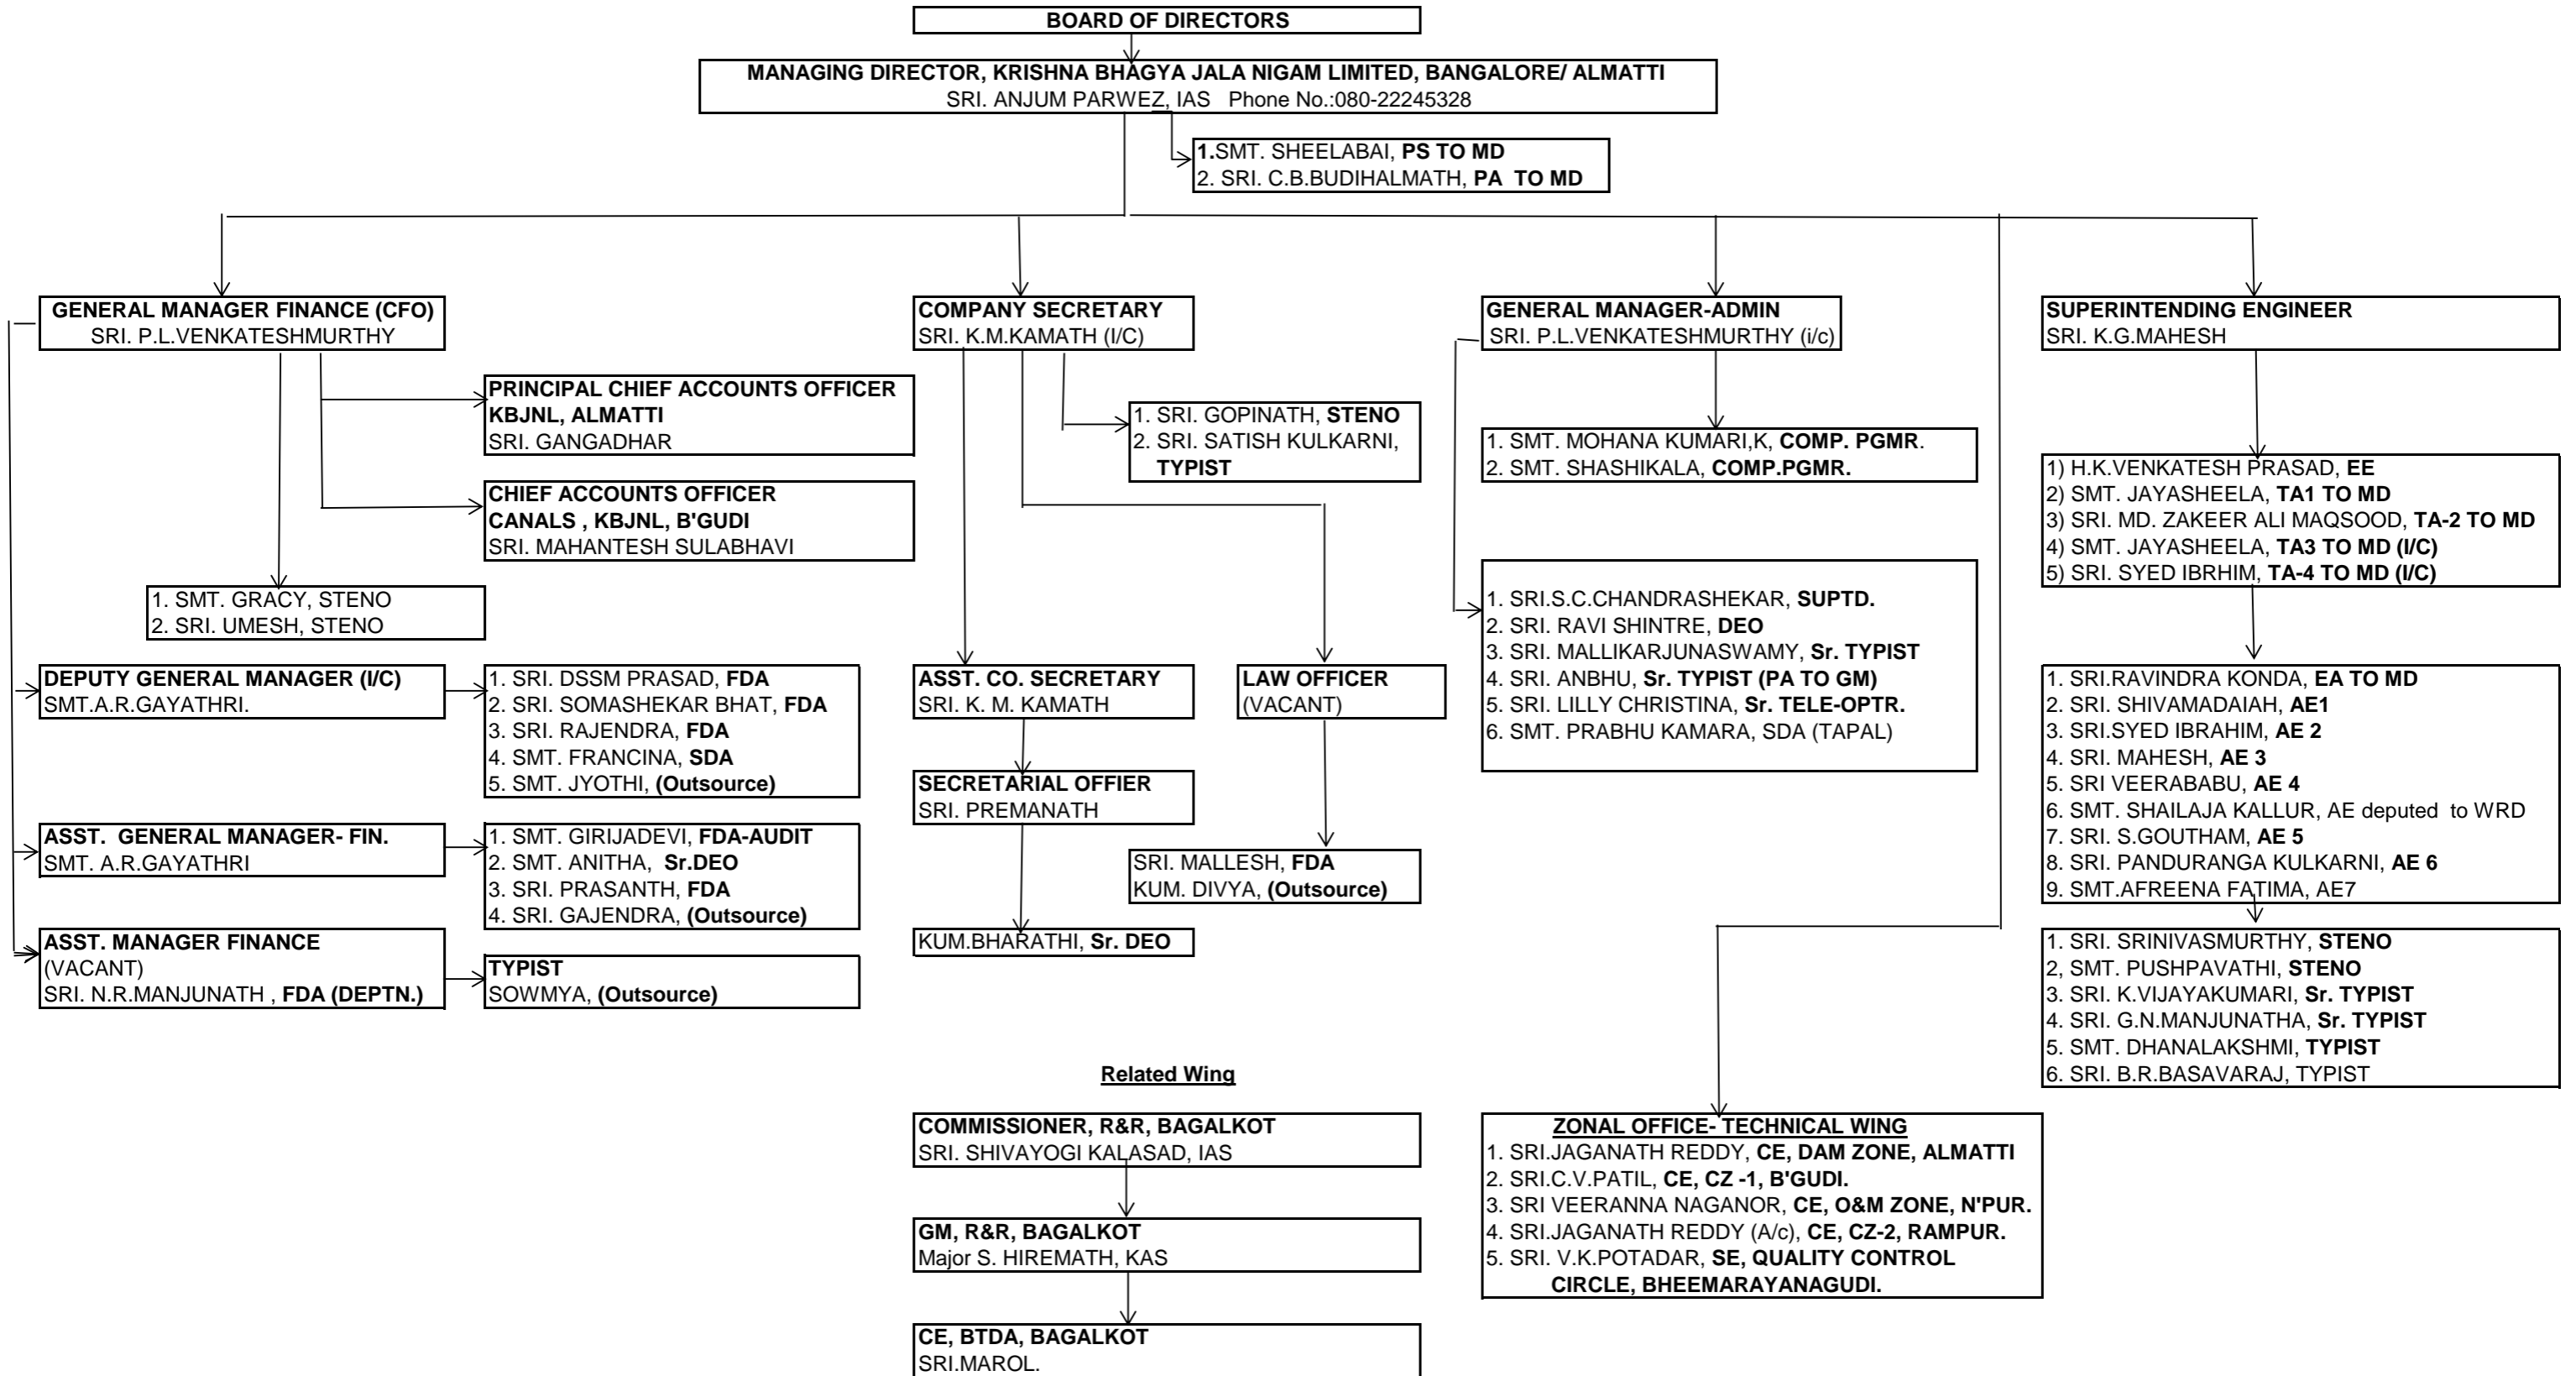 BOARD OF DIRECTORS
MANAGING DIRECTOR, KRISHNA BHAGYA JALA NIGAM LIMITED, BANGALORE/ ALMATTI
SRI. ANJUM PARWEZ, IAS Phone No.:080-22245328
1.SMT. SHEELABAI, PS TO MD
2. SRI. C.B.BUDIHALMATH, PA TO MD
GENERAL MANAGER FINANCE (CFO)
SRI. P.L.VENKATESHMURTHY
PRINCIPAL CHIEF ACCOUNTS OFFICER
KBJNL, ALMATTI
SRI. GANGADHAR
CHIEF ACCOUNTS OFFICER
CANALS , KBJNL, B'GUDI
SRI. MAHANTESH SULABHAVI
1. SMT. GRACY, STENO
2. SRI. UMESH, STENO
DEPUTY GENERAL MANAGER (I/C)
SMT.A.R.GAYATHRI.
1. SRI. DSSM PRASAD, FDA
2. SRI. SOMASHEKAR BHAT, FDA
3. SRI. RAJENDRA, FDA
4. SMT. FRANCINA, SDA
5. SMT. JYOTHI, (Outsource)
ASST. GENERAL MANAGER- FIN.
SMT. A.R.GAYATHRI
1. SMT. GIRIJADEVI, FDA-AUDIT
2. SMT. ANITHA, Sr.DEO
3. SRI. PRASANTH, FDA
4. SRI. GAJENDRA, (Outsource)
ASST. MANAGER FINANCE
(VACANT)
SRI. N.R.MANJUNATH , FDA (DEPTN.)
TYPIST
SOWMYA, (Outsource)
COMPANY SECRETARY
SRI. K.M.KAMATH (I/C)
1. SRI. GOPINATH, STENO
2. SRI. SATISH KULKARNI,
TYPIST
ASST. CO. SECRETARY
SRI. K. M. KAMATH
LAW OFFICER
(VACANT)
SECRETARIAL OFFIER
SRI. PREMANATH
SRI. MALLESH, FDA
KUM. DIVYA, (Outsource)
KUM.BHARATHI, Sr. DEO
GENERAL MANAGER-ADMIN
SRI. P.L.VENKATESHMURTHY (i/c)
1. SMT. MOHANA KUMARI,K, COMP. PGMR.
2. SMT. SHASHIKALA, COMP.PGMR.
1. SRI.S.C.CHANDRASHEKAR, SUPTD.
2. SRI. RAVI SHINTRE, DEO
3. SRI. MALLIKARJUNASWAMY, Sr. TYPIST
4. SRI. ANBHU, Sr. TYPIST (PA TO GM)
5. SRI. LILLY CHRISTINA, Sr. TELE-OPTR.
6. SMT. PRABHU KAMARA, SDA (TAPAL)
SUPERINTENDING ENGINEER
SRI. K.G.MAHESH
1) H.K.VENKATESH PRASAD, EE
2) SMT. JAYASHEELA, TA1 TO MD
3) SRI. MD. ZAKEER ALI MAQSOOD, TA-2 TO MD
4) SMT. JAYASHEELA, TA3 TO MD (I/C)
5) SRI. SYED IBRHIM, TA-4 TO MD (I/C)
1. SRI.RAVINDRA KONDA, EA TO MD
2. SRI. SHIVAMADAIAH, AE1
3. SRI.SYED IBRAHIM, AE 2
4. SRI. MAHESH, AE 3
5. SRI VEERABABU, AE 4
6. SMT. SHAILAJA KALLUR, AE deputed to WRD
7. SRI. S.GOUTHAM, AE 5
8. SRI. PANDURANGA KULKARNI, AE 6
9. SMT.AFREENA FATIMA, AE7
1. SRI. SRINIVASMURTHY, STENO
2, SMT. PUSHPAVATHI, STENO
3. SRI. K.VIJAYAKUMARI, Sr. TYPIST
4. SRI. G.N.MANJUNATHA, Sr. TYPIST
5. SMT. DHANALAKSHMI, TYPIST
6. SRI. B.R.BASAVARAJ, TYPIST
Related Wing
COMMISSIONER, R&R, BAGALKOT
SRI. SHIVAYOGI KALASAD, IAS
GM, R&R, BAGALKOT
Major S. HIREMATH, KAS
CE, BTDA, BAGALKOT
SRI.MAROL.
ZONAL OFFICE- TECHNICAL WING
1. SRI.JAGANATH REDDY, CE, DAM ZONE, ALMATTI
2. SRI.C.V.PATIL, CE, CZ -1, B'GUDI.
3. SRI VEERANNA NAGANOR, CE, O&M ZONE, N'PUR.
4. SRI.JAGANATH REDDY (A/c), CE, CZ-2, RAMPUR.
5. SRI. V.K.POTADAR, SE, QUALITY CONTROL
CIRCLE, BHEEMARAYANAGUDI.